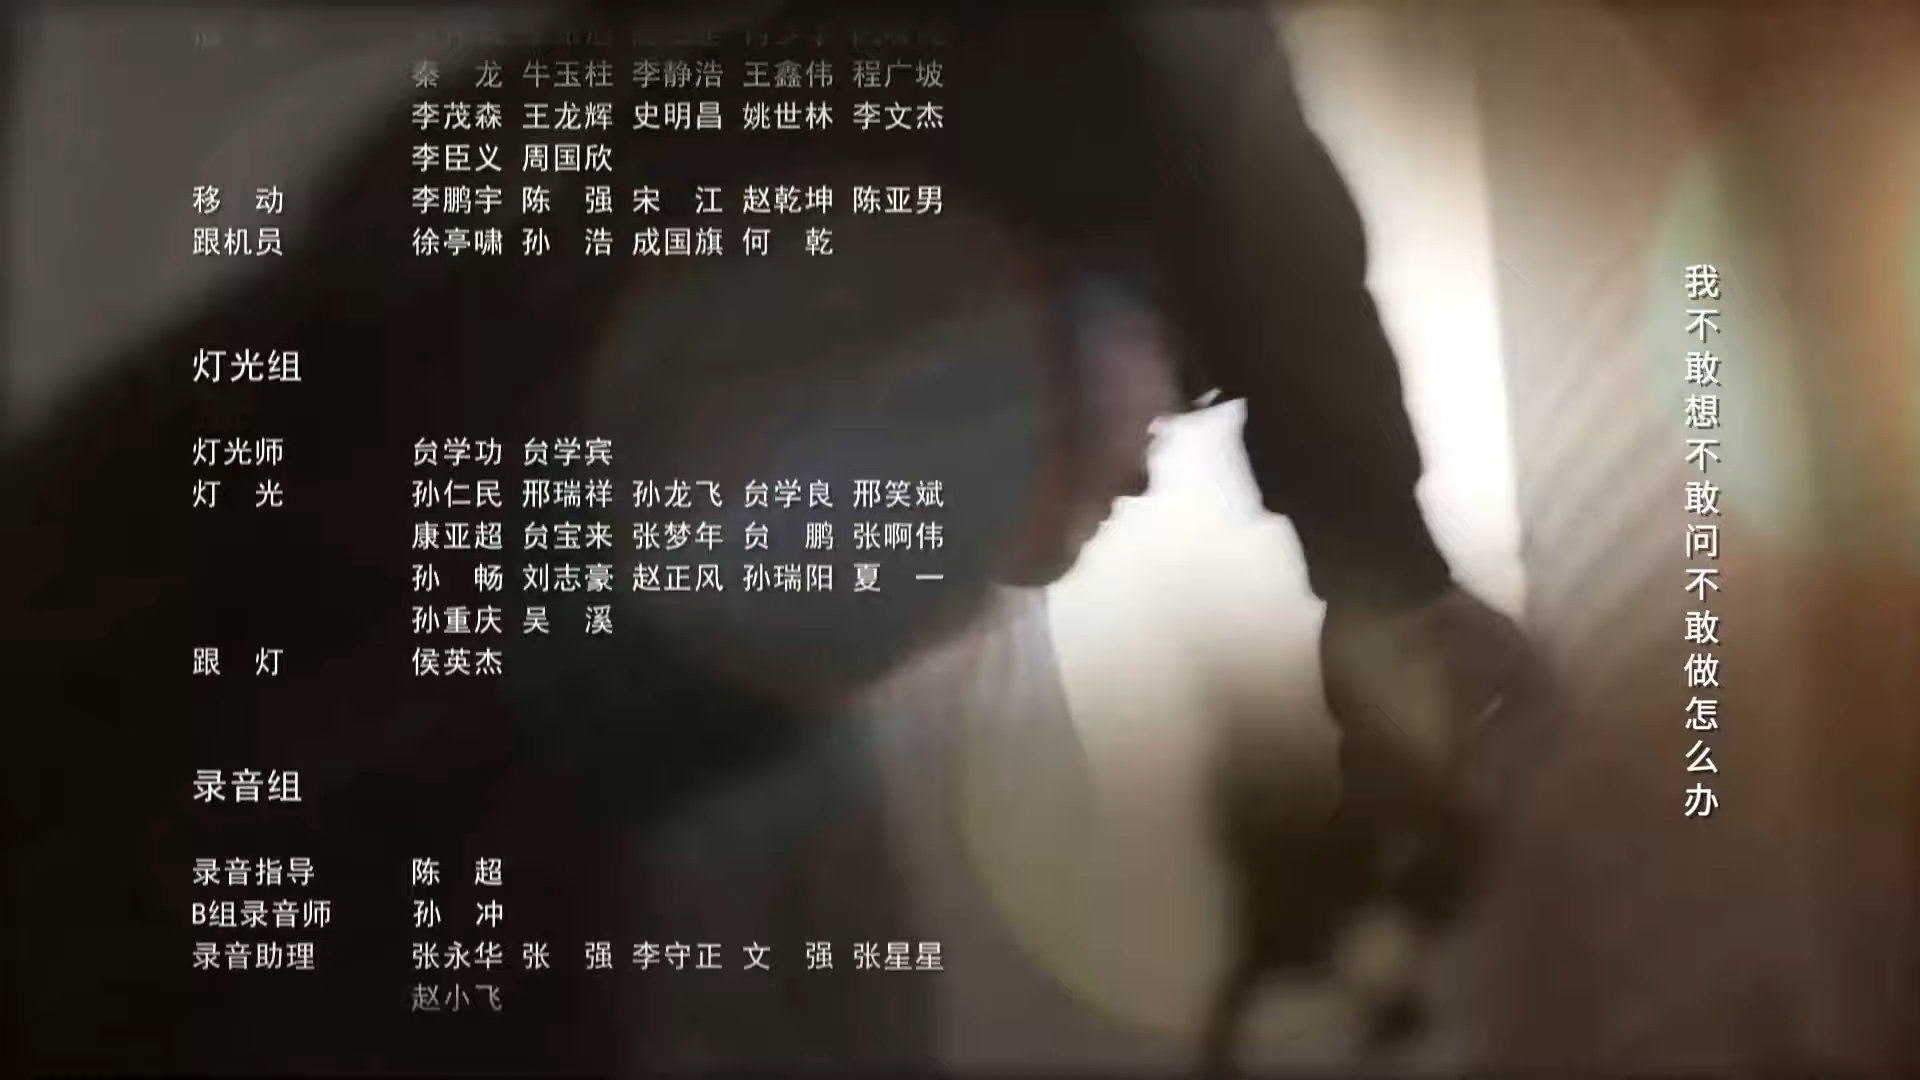 秦　龙 牛玉柱 李静浩 王鑫伟 程广坡
李茂森 王龙辉 史明昌 姚世林 李文杰
李臣义 周国欣
移　动 李鹏宇 陈　强 宋　江 赵乾坤 陈亚男
跟机员 徐亭啸 孙　浩 成国旗 何　乾
灯光组
灯光师 贠学功 贠学宾
灯　光 孙仁民 邢瑞祥 孙龙飞 贠学良 邢笑斌
康亚超 贠宝来 张梦年 贠　鹏 张啊伟
孙　畅 刘志豪 赵正风 孙瑞阳 夏　一
孙重庆 吴　溪
跟　灯 侯英杰
录音组
录音指导 陈　超
B组录音师 孙　冲
录音助理 张永华 张　强 李守正 文　强 张星星
赵小飞
我不敢想不敢问不敢做怎么办